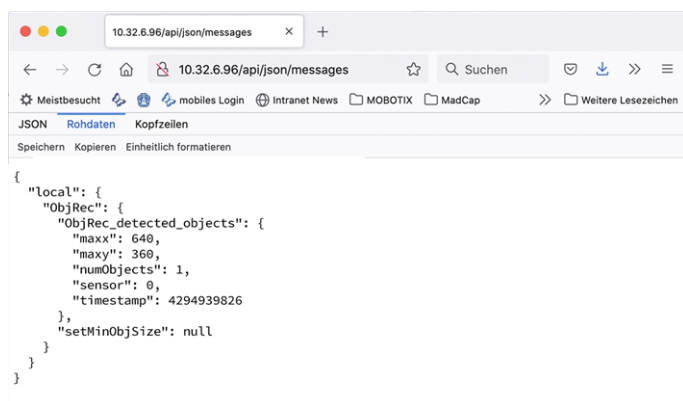 10.32.6.96/api/json/messages
10.32.6.96/api/json/messages
Suchen
Meistbesucht mobiles Login Intranet News MOBOTIX MadCap Weitere Lesezeichen
JSON Rohdaten Kopfzeilen
Speichern Kopieren Einheitlich formatieren
{
  "local": {
    "ObjRec": {
      "ObjRec_detected_objects": {
        "maxx": 640,
        "maxy": 360,
        "numObjects": 1,
        "sensor": 0,
        "timestamp": 4294939826
      },
      "setMinObjSize": null
    }
  }
}